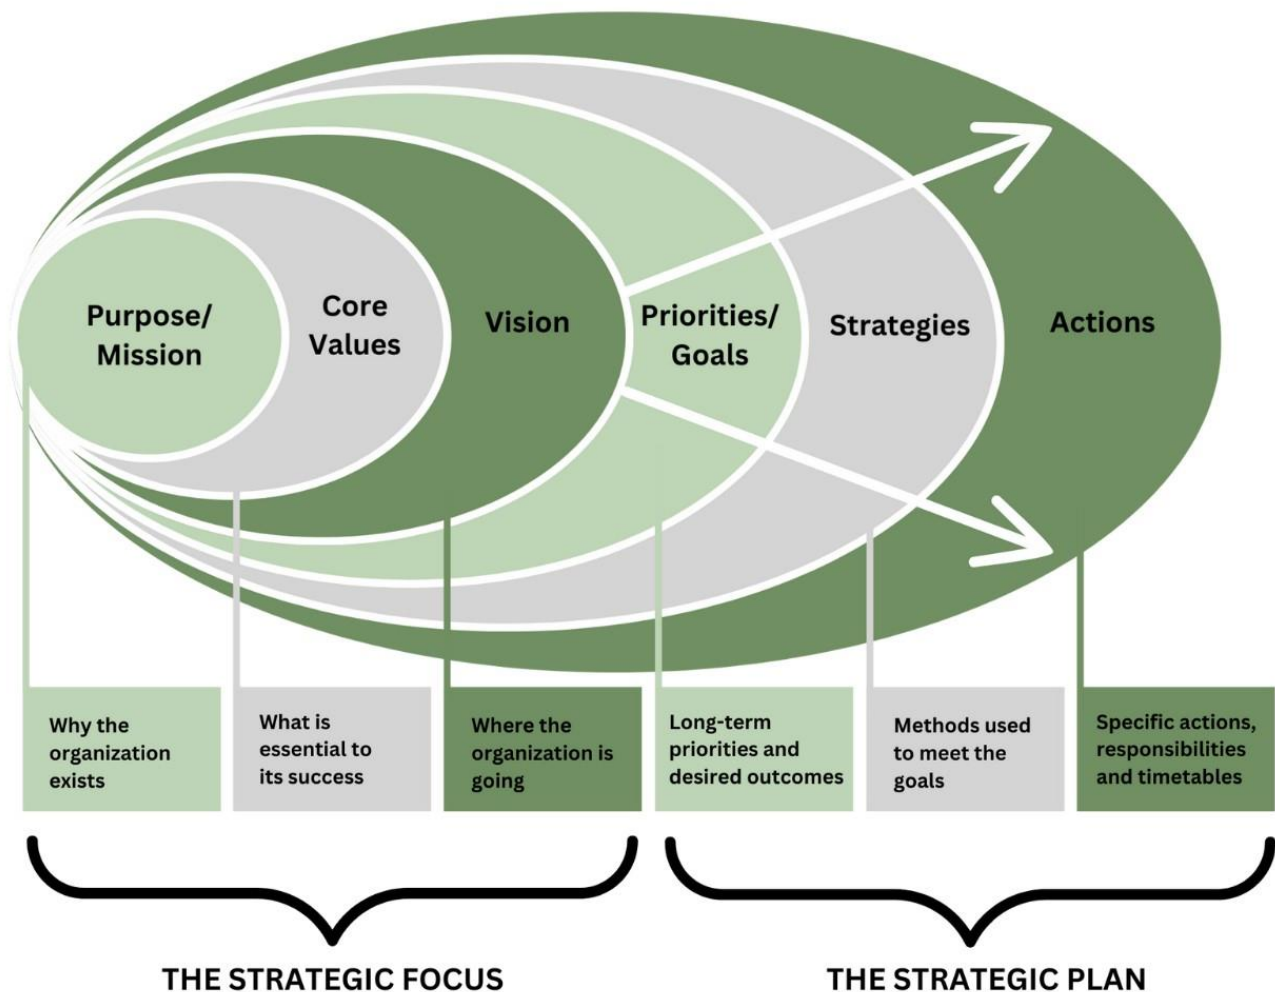 Purpose/
Mission
Core
Values
Vision
Priorities/
Goals
Strategies
Actions
Why the
organization
exists
What is
essential to
its success
Where the
organization is
going
Long-term
priorities and
desired outcomes
Methods used
to meet the
goals
Specific actions,
responsibilities
and timetables
THE STRATEGIC FOCUS
THE STRATEGIC PLAN